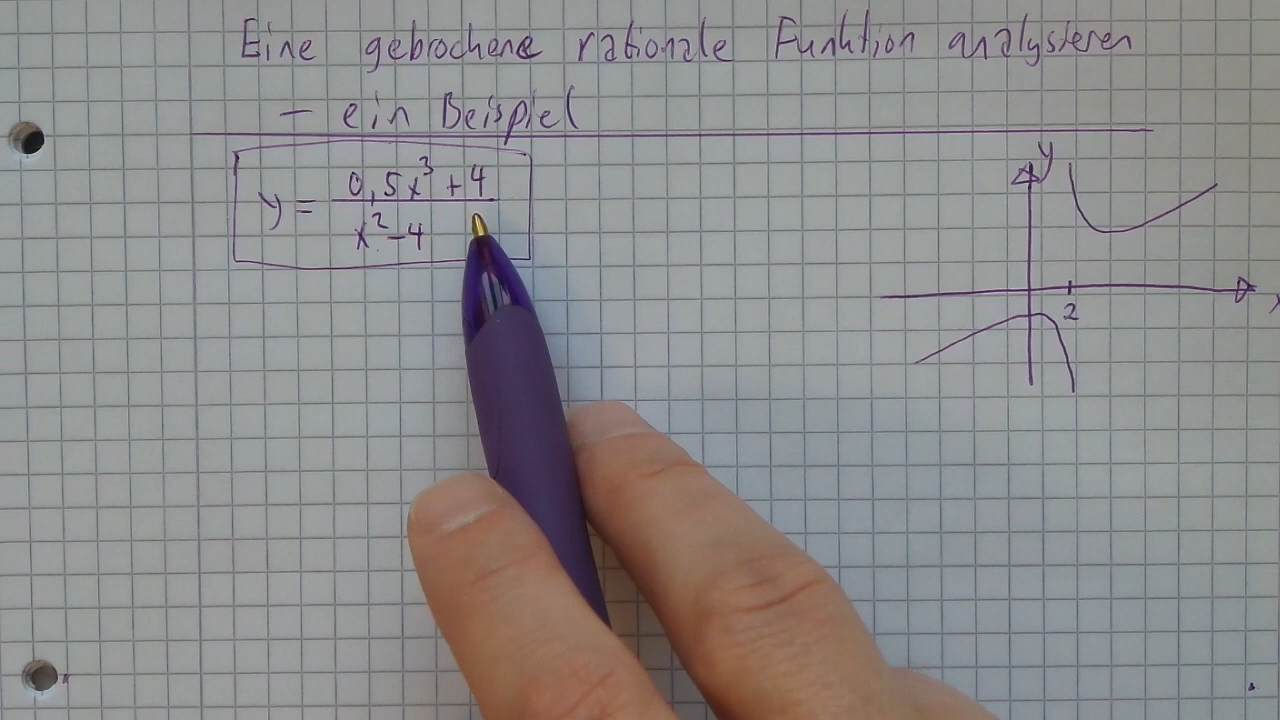 Eine gebrochene rationale Funktion analysieren
- ein Beispiel
y = (0,5x³ + 4)/(x² - 4)
y
2
x